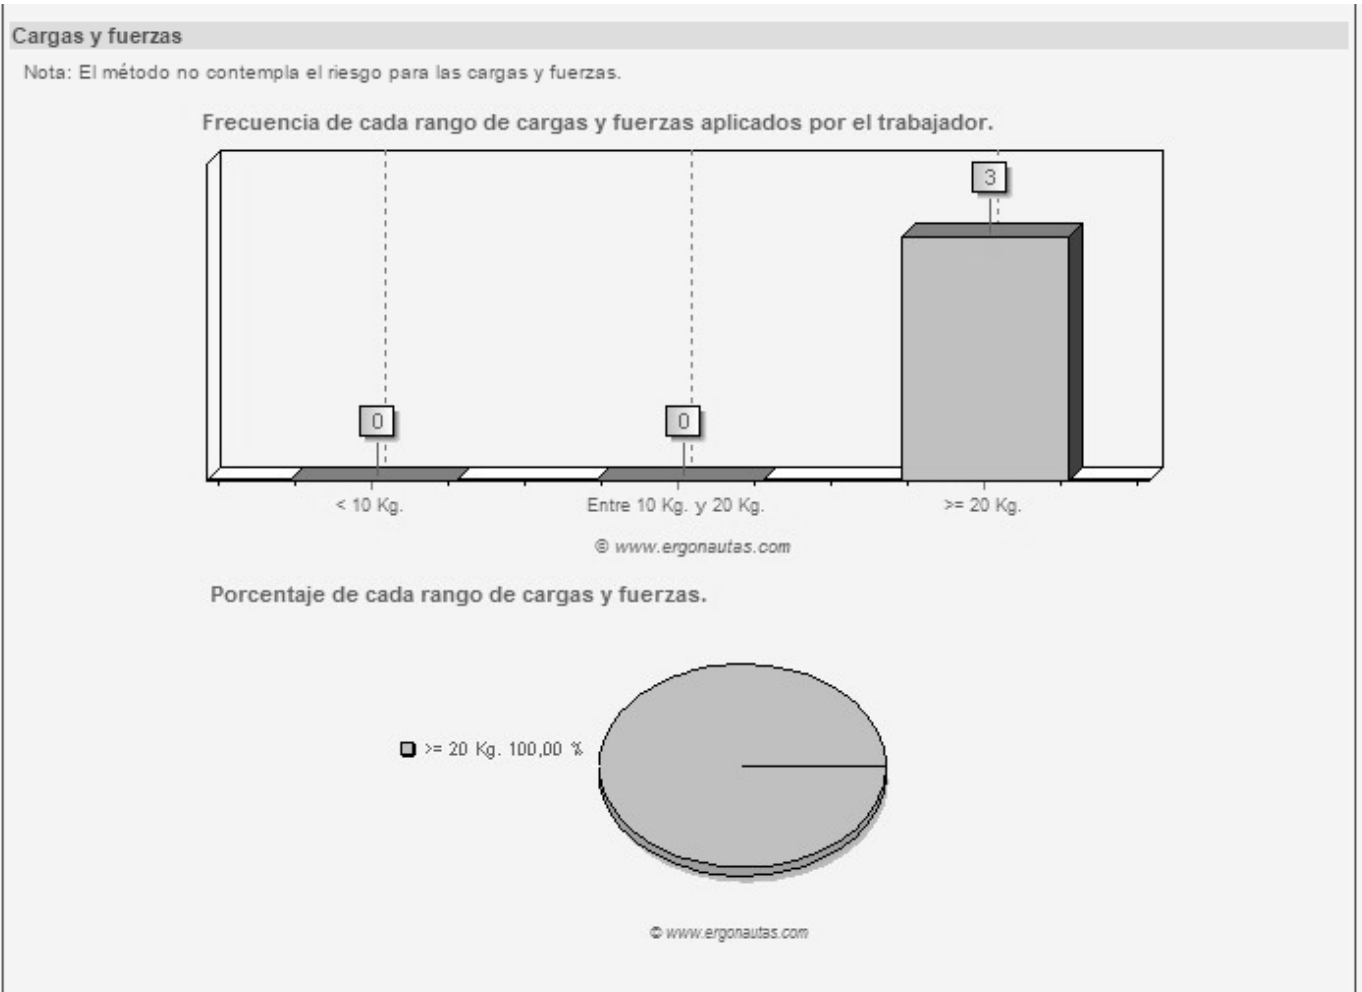 Cargas y fuerzas
Nota: El método no contempla el riesgo para las cargas y fuerzas.
Frecuencia de cada rango de cargas y fuerzas aplicados por el trabajador.
3
0 0
< 10 Kg. Entre 10 Kg. y 20 Kg. >= 20 Kg.
© www.ergonautas.com
Porcentaje de cada rango de cargas y fuerzas.
>= 20 Kg. 100,00 %
© www.ergonautas.com